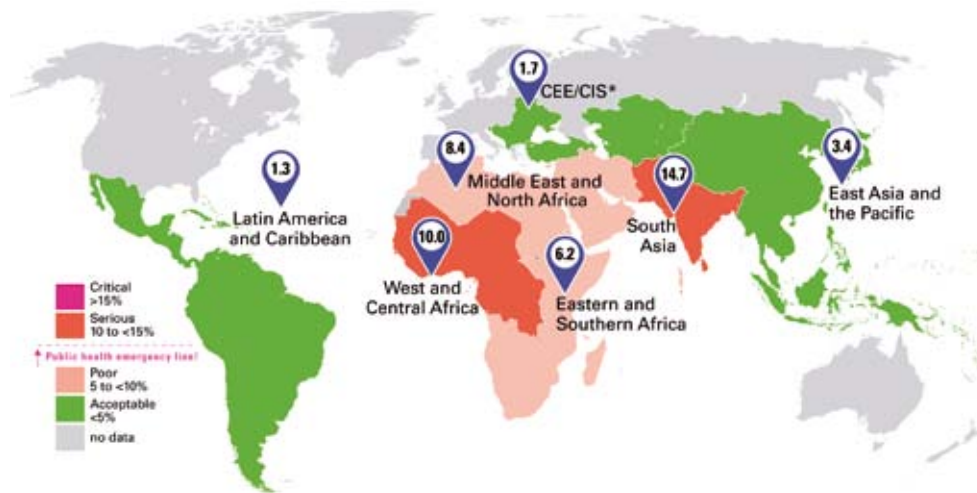 1.7
CEE/CIS*
8.4
Middle East and
North Africa
1.3
Latin America
and Caribbean
14.7
South
Asia
3.4
East Asia and
the Pacific
10.0
West and
Central Africa
6.2
Eastern and
Southern Africa
Critical
>15%
Serious
10 to <15%
Public health emergency line!
Poor
5 to <10%
Acceptable
<5%
no data